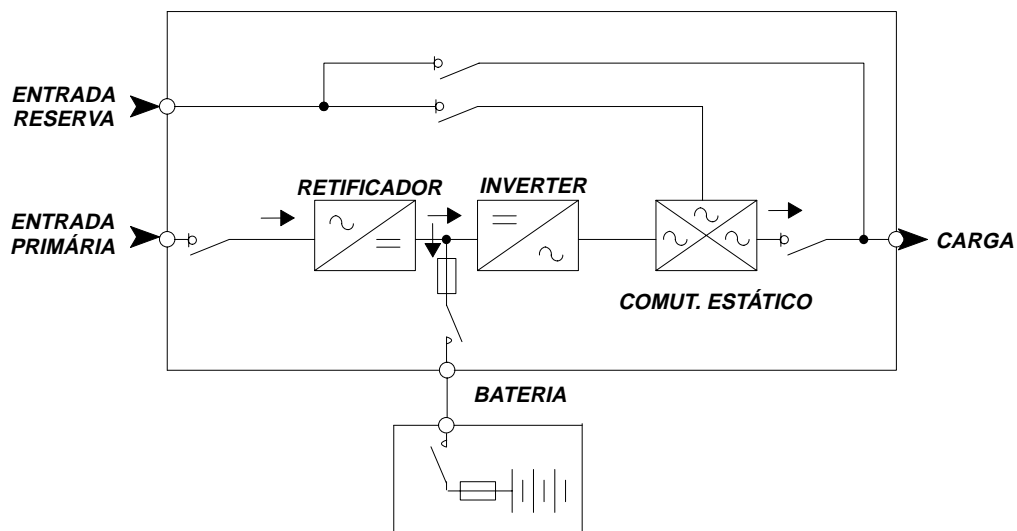 ENTRADA
RESERVA
RETIFICADOR
INVERTER
ENTRADA
PRIMÁRIA
CARGA
COMUT. ESTÁTICO
BATERIA